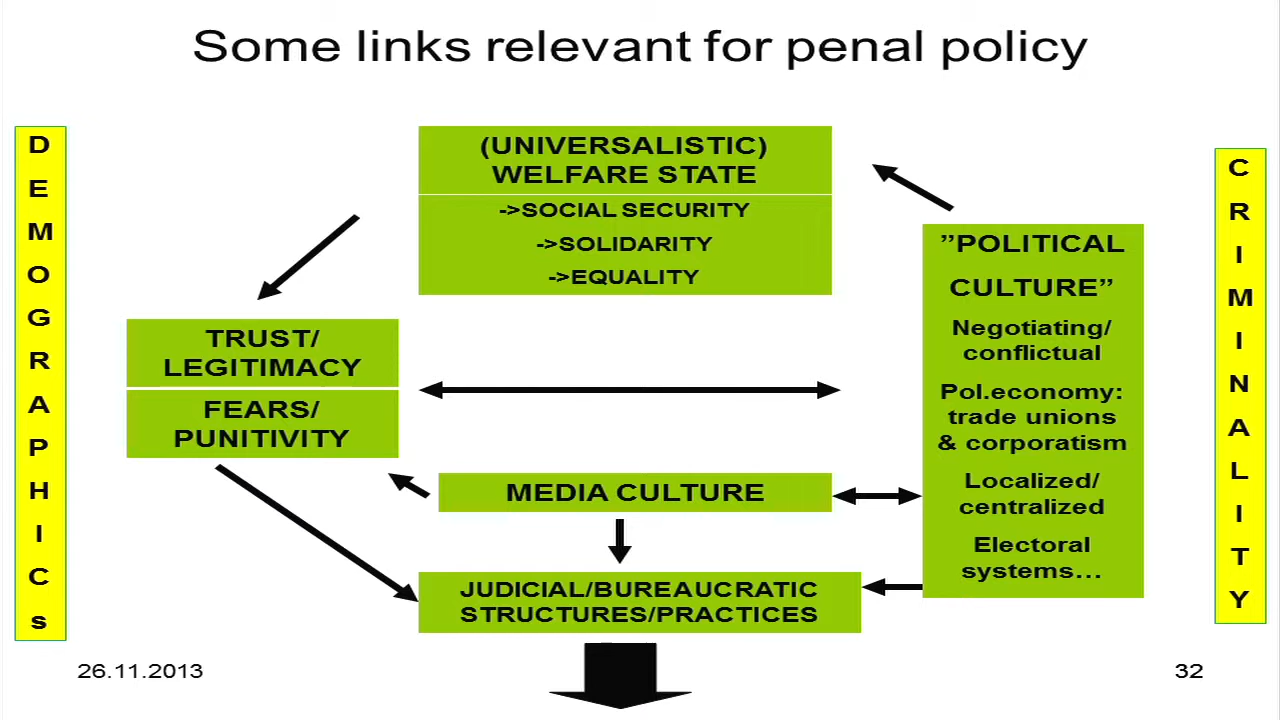 Some links relevant for penal policy
DEMOGRAPHICs
(UNIVERSALISTIC)
WELFARE STATE
->SOCIAL SECURITY
->SOLIDARITY
->EQUALITY
TRUST/
LEGITIMACY
FEARS/
PUNITIVITY
MEDIA CULTURE
JUDICIAL/BUREAUCRATIC
STRUCTURES/PRACTICES
”POLITICAL
CULTURE”
Negotiating/
conflictual
Pol.economy:
trade unions
& corporatism
Localized/
centralized
Electoral
systems…
CRIMINALITY
26.11.2013
32